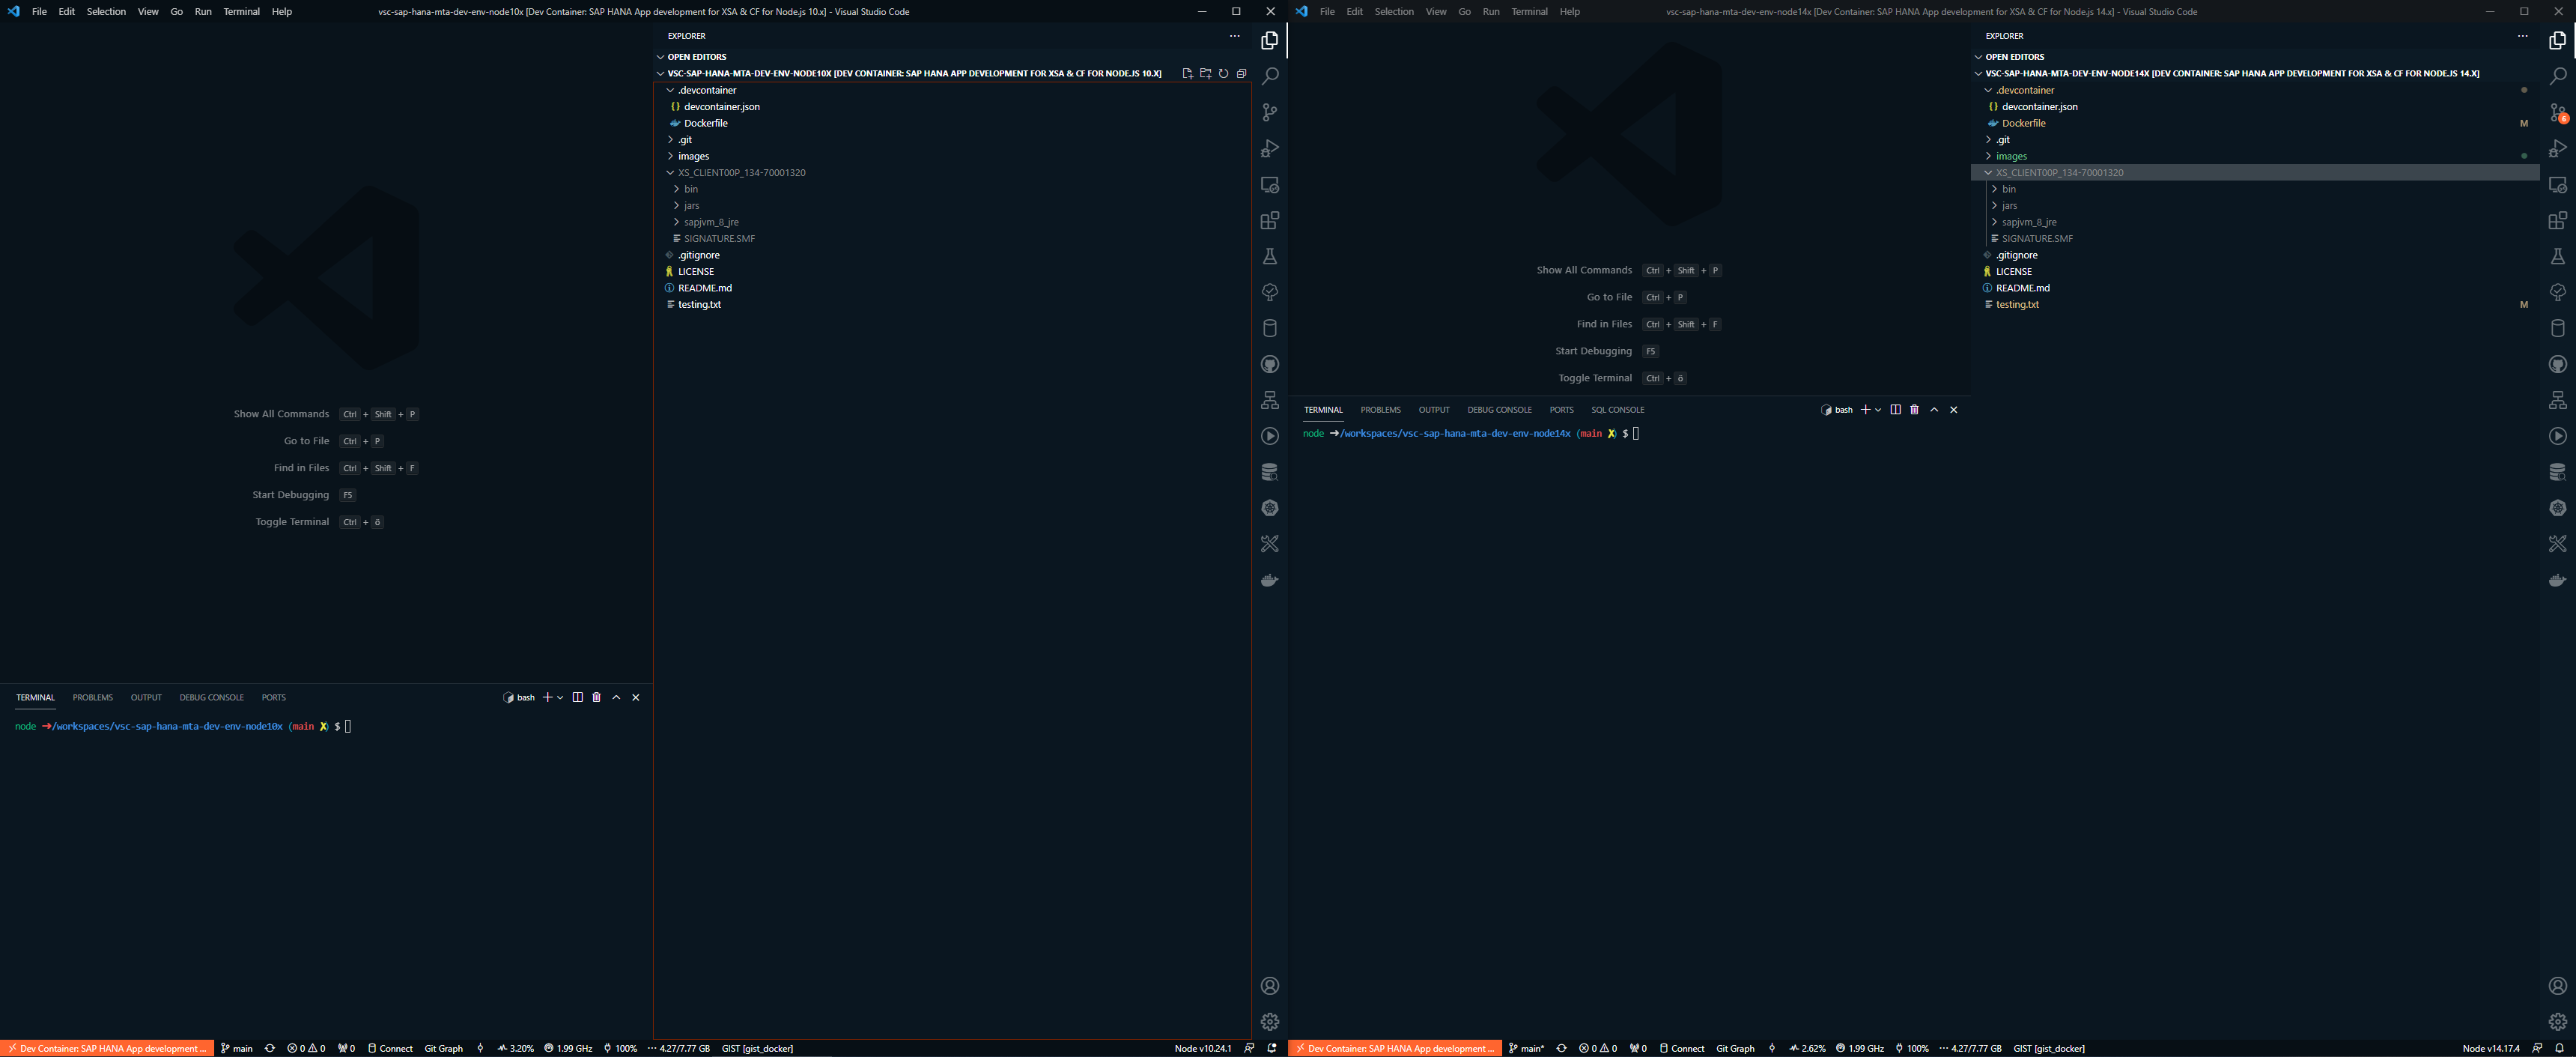 File Edit Selection View Go Run Terminal Help
vsc-sap-hana-mta-dev-env-node10x [Dev Container: SAP HANA App development for XSA & CF for Node.js 10.x] - Visual Studio Code
EXPLORER
OPEN EDITORS
VSC-SAP-HANA-MTA-DEV-ENV-NODE10X [DEV CONTAINER: SAP HANA APP DEVELOPMENT FOR XSA & CF FOR NODE.JS 10.X]
.devcontainer
{} devcontainer.json
Dockerfile
.git
images
XS_CLIENT00P_134-70001320
bin
jars
sapjvm_8_jre
SIGNATURE.SMF
.gitignore
LICENSE
README.md
testing.txt
Show All Commands Ctrl + Shift + P
Go to File Ctrl + P
Find in Files Ctrl + Shift + F
Start Debugging F5
Toggle Terminal Ctrl + ö
TERMINAL PROBLEMS OUTPUT DEBUG CONSOLE PORTS
bash
node ➜/workspaces/vsc-sap-hana-mta-dev-env-node10x (main ✗) $
Dev Container: SAP HANA App development ... main 0 0 0 Connect Git Graph 3.20% 1.99 GHz 100% 4.27/7.77 GB GIST [gist_docker] Node v10.24.1
File Edit Selection View Go Run Terminal Help
vsc-sap-hana-mta-dev-env-node14x [Dev Container: SAP HANA App development for XSA & CF for Node.js 14.x] - Visual Studio Code
EXPLORER
OPEN EDITORS
VSC-SAP-HANA-MTA-DEV-ENV-NODE14X [DEV CONTAINER: SAP HANA APP DEVELOPMENT FOR XSA & CF FOR NODE.JS 14.X]
.devcontainer
{} devcontainer.json
Dockerfile M
6
.git
images
XS_CLIENT00P_134-70001320
bin
jars
sapjvm_8_jre
SIGNATURE.SMF
.gitignore
LICENSE
README.md
testing.txt M
Show All Commands Ctrl + Shift + P
Go to File Ctrl + P
Find in Files Ctrl + Shift + F
Start Debugging F5
Toggle Terminal Ctrl + ö
TERMINAL PROBLEMS OUTPUT DEBUG CONSOLE PORTS SQL CONSOLE
bash
node ➜/workspaces/vsc-sap-hana-mta-dev-env-node14x (main ✗) $
Dev Container: SAP HANA App development ... main* 0 0 0 Connect Git Graph 2.62% 1.99 GHz 100% 4.27/7.77 GB GIST [gist_docker] Node v14.17.4